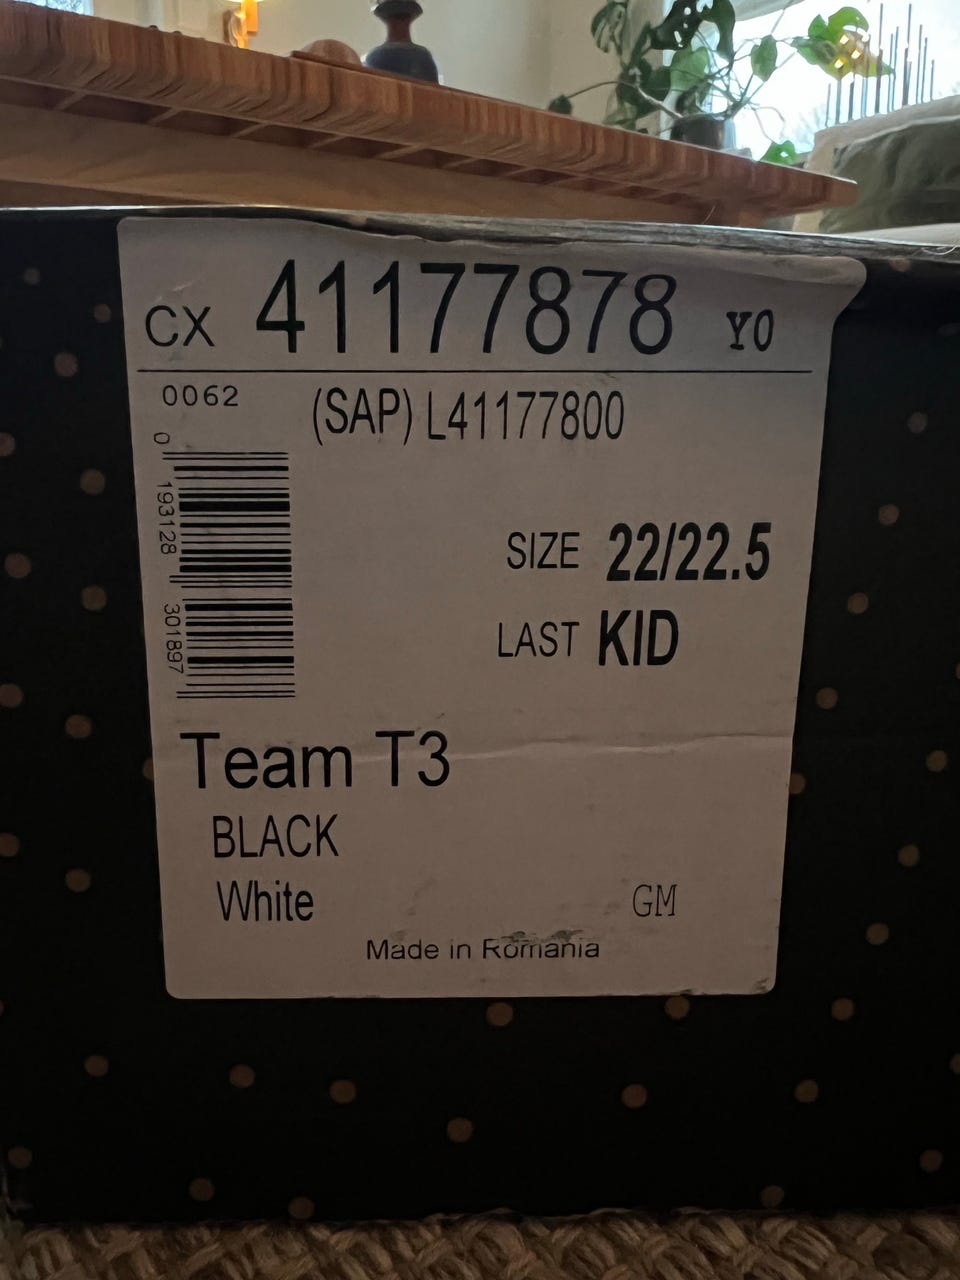 CX 41177878 YO
0062 (SAP) L41177800
0 193128 301897
SIZE 22/22.5
LAST KID
Team T3
BLACK
White GM
Made in Romania